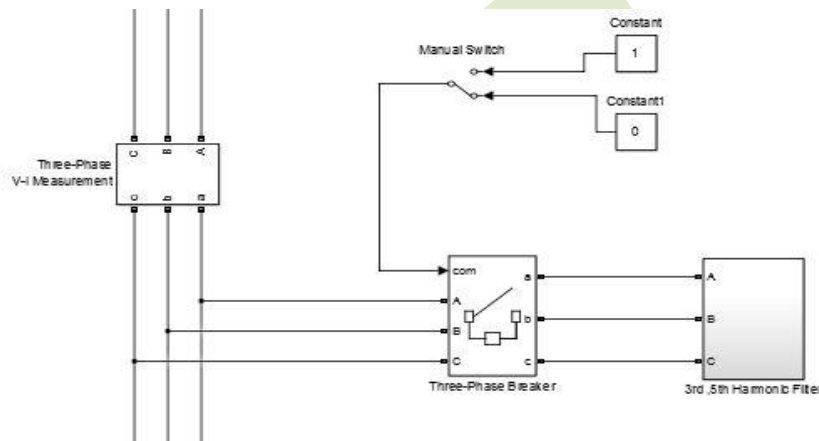 Constant
Manual Switch
1
Constant1
0
C B A
Three-Phase
V-I Measurement
c b a
com
A
B
C
a
b
c
A
B
C
Three-Phase Breaker
3rd ,5th Harmonic Filter